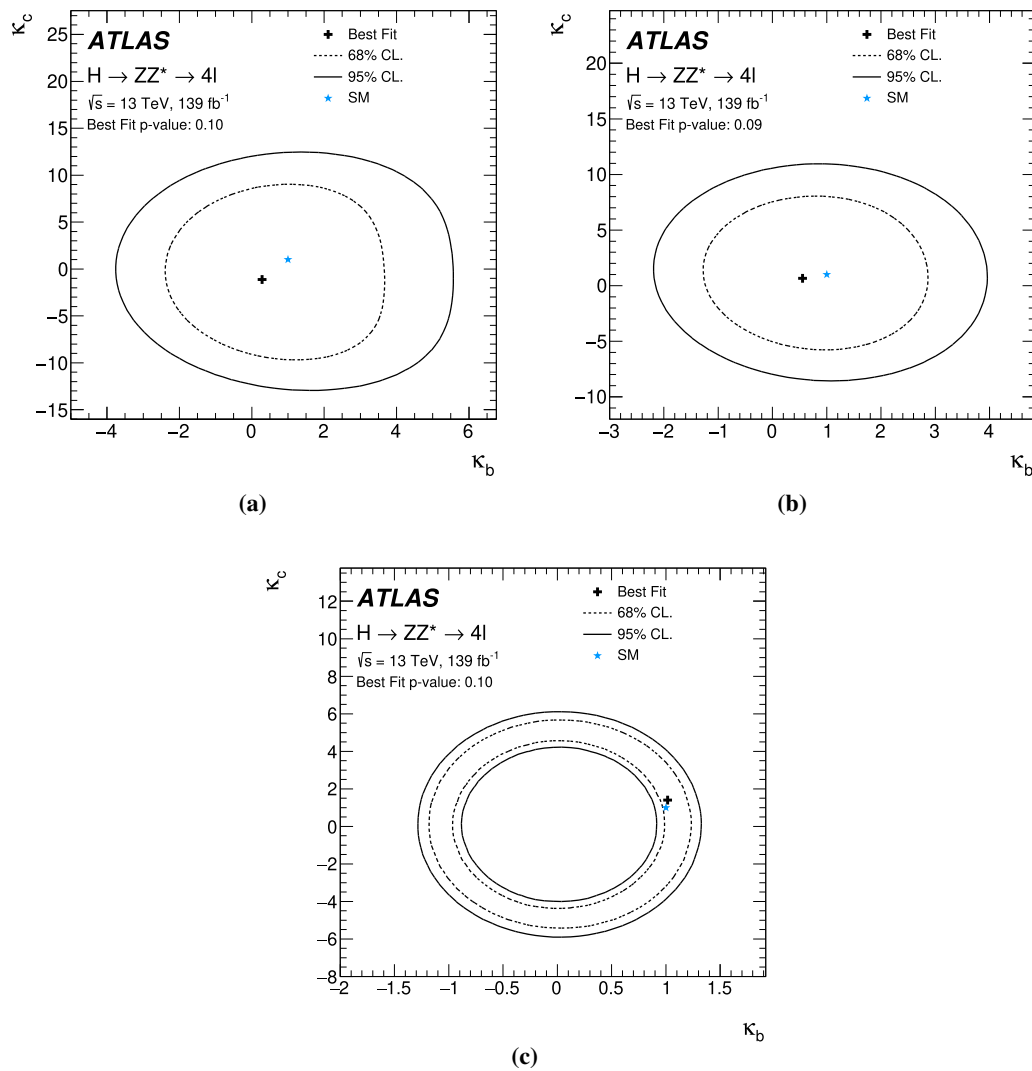 κc
25
20
15
10
5
0
−5
−10
−15
ATLAS
H → ZZ* → 4l
√s = 13 TeV, 139 fb-1
Best Fit p-value: 0.10
Best Fit
68% CL.
95% CL.
SM
−4 −2 0 2 4 6
κb
(a)
κc
20
15
10
5
0
−5
−10
ATLAS
H → ZZ* → 4l
√s = 13 TeV, 139 fb-1
Best Fit p-value: 0.09
Best Fit
68% CL.
95% CL.
SM
−3 −2 −1 0 1 2 3 4
κb
(b)
κc
12
10
8
6
4
2
0
−2
−4
−6
−8
ATLAS
H → ZZ* → 4l
√s = 13 TeV, 139 fb-1
Best Fit p-value: 0.10
Best Fit
68% CL.
95% CL.
SM
−2 −1.5 −1 −0.5 0 0.5 1 1.5
κb
(c)